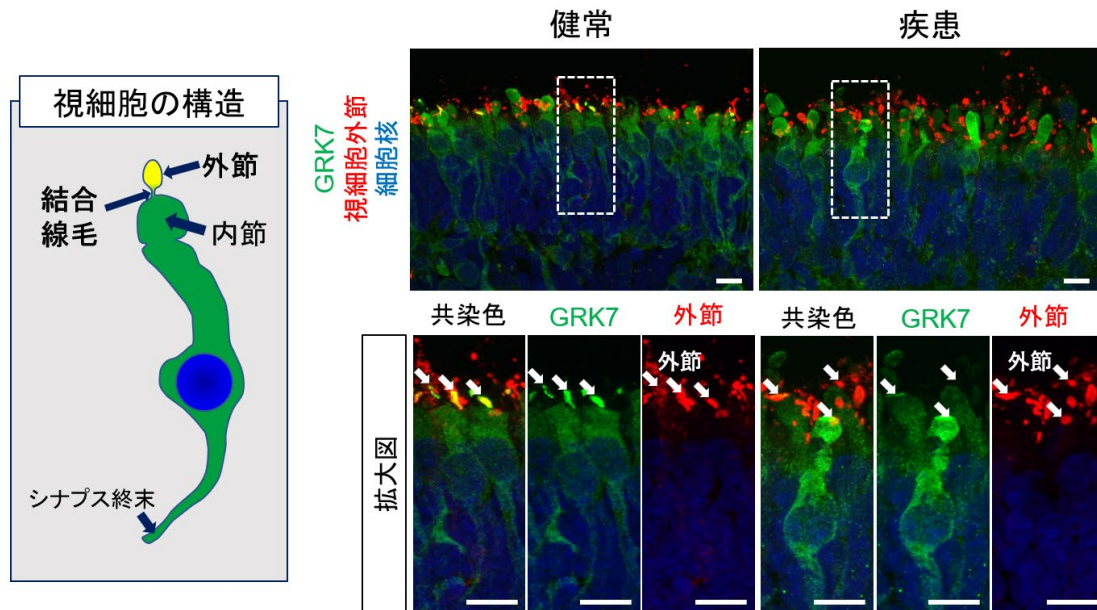 視細胞の構造
外節
結合
線毛
内節
シナプス終末
健常
疾患
GRK7
視細胞外節
細胞核
共染色
GRK7
外節
共染色
GRK7
外節
外節
外節
拡大図